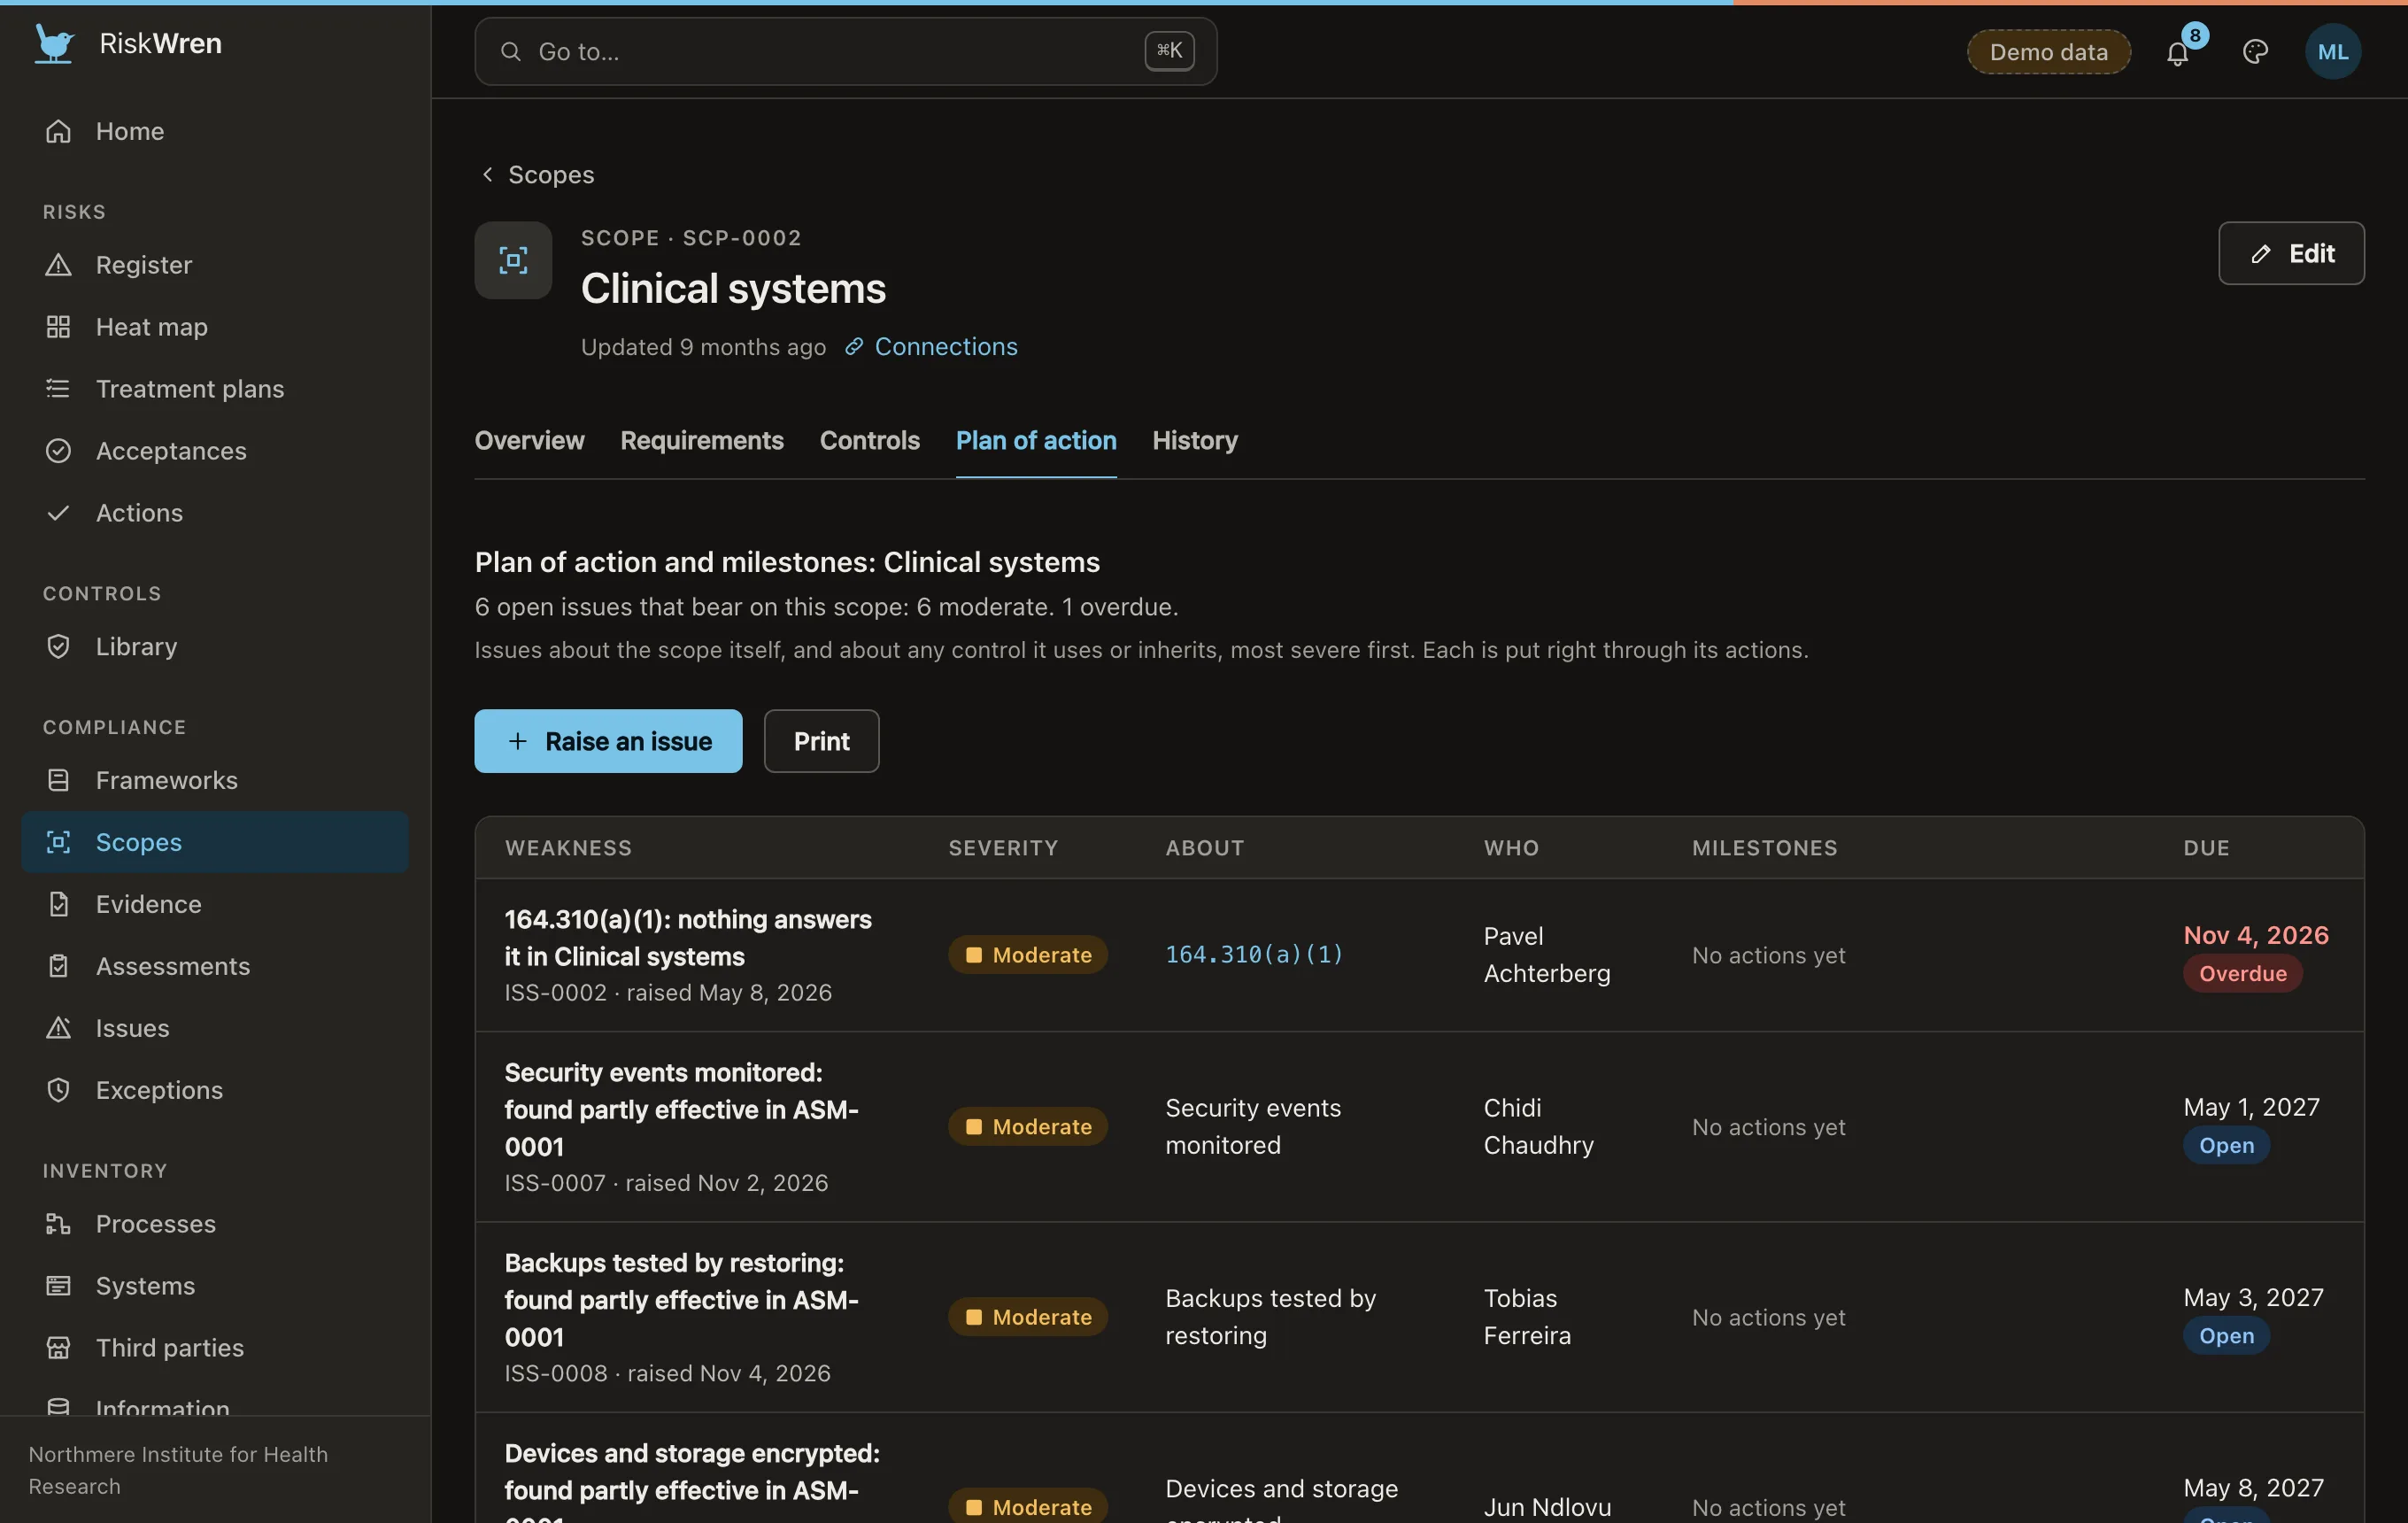 RiskWren
Go to...
⌘K
Demo data
8
ML
Home
RISKS
Register
Heat map
Treatment plans
Acceptances
Actions
CONTROLS
Library
COMPLIANCE
Frameworks
Scopes
Evidence
Assessments
Issues
Exceptions
INVENTORY
Processes
Systems
Third parties
Information
Northmere Institute for Health
Research
Scopes
SCOPE · SCP-0002
Clinical systems
Updated 9 months ago
Connections
Edit
Overview
Requirements
Controls
Plan of action
History
Plan of action and milestones: Clinical systems
6 open issues that bear on this scope: 6 moderate. 1 overdue.
Issues about the scope itself, and about any control it uses or inherits, most severe first. Each is put right through its actions.
Raise an issue
Print
WEAKNESS
SEVERITY
ABOUT
WHO
MILESTONES
DUE
164.310(a)(1): nothing answers
it in Clinical systems
ISS-0002 · raised May 8, 2026
Moderate
164.310(a)(1)
Pavel
Achterberg
No actions yet
Nov 4, 2026
Overdue
Security events monitored:
found partly effective in ASM-
0001
ISS-0007 · raised Nov 2, 2026
Moderate
Security events
monitored
Chidi
Chaudhry
No actions yet
May 1, 2027
Open
Backups tested by restoring:
found partly effective in ASM-
0001
ISS-0008 · raised Nov 4, 2026
Moderate
Backups tested by
restoring
Tobias
Ferreira
No actions yet
May 3, 2027
Open
Devices and storage encrypted:
found partly effective in ASM-
0001
Moderate
Devices and storage
encrypted
Jun Ndlovu
No actions yet
May 8, 2027
Open